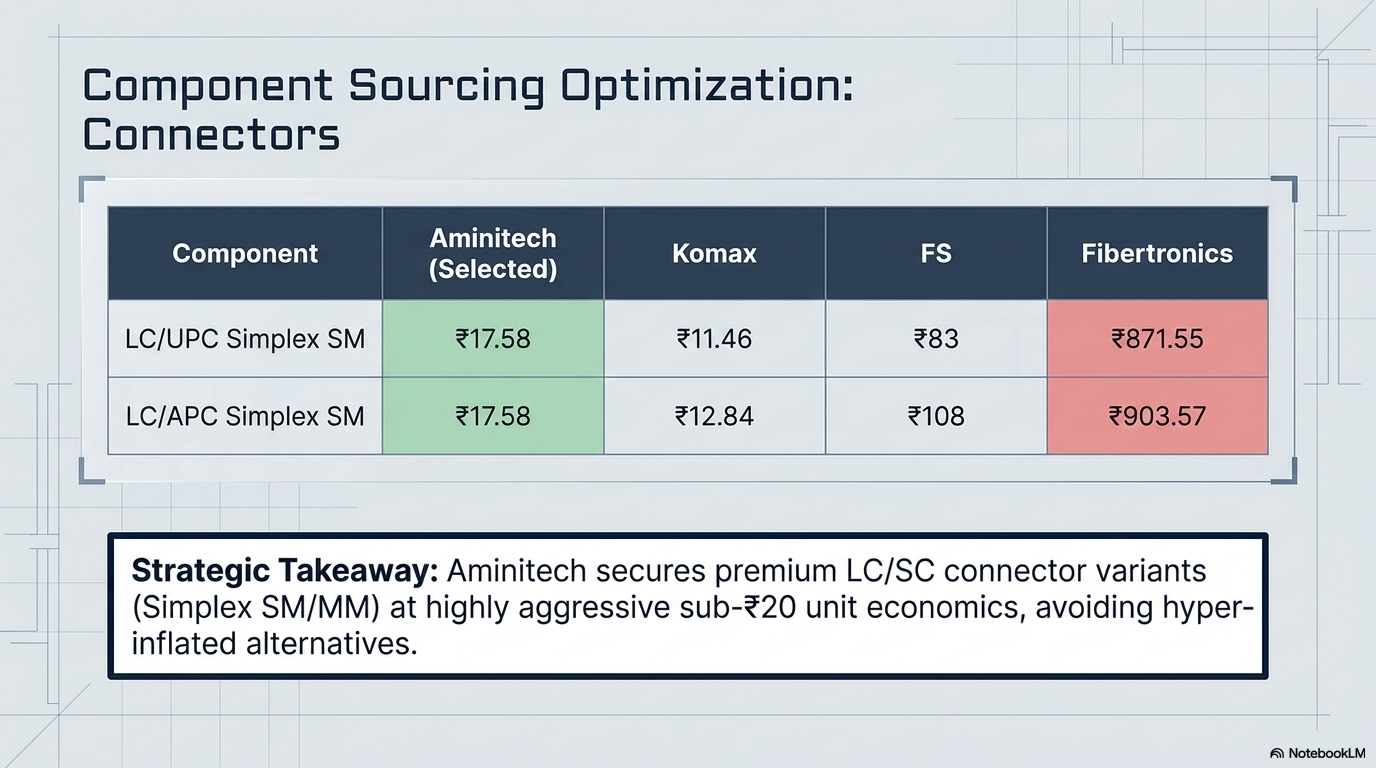 Component Sourcing Optimization:
Connectors
Component
Aminitech
(Selected)
Komax
FS
Fibertronics
LC/UPC Simplex SM
₹17.58
₹11.46
₹83
₹871.55
LC/APC Simplex SM
₹17.58
₹12.84
₹108
₹903.57
Strategic Takeaway: Aminitech secures premium LC/SC connector variants
(Simplex SM/MM) at highly aggressive sub-₹20 unit economics, avoiding hyper-
inflated alternatives.
NotebookLM